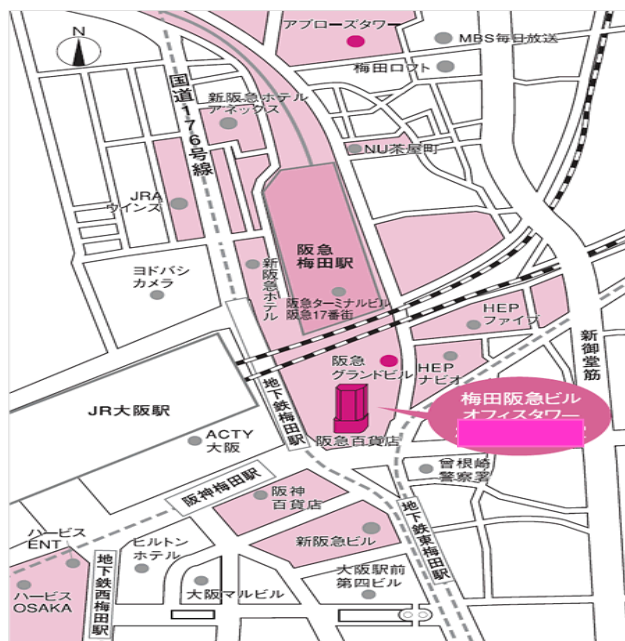 アプローズタワー
N
MBS毎日放送
梅田ロフト
国道176号線
新阪急ホテル
アネックス
NU茶屋町
JRA
ウインズ
阪急
梅田駅
ヨドバシ
カメラ
新阪急ホテル
阪急ターミナルビル
阪急17番街
HEP
ファイブ
新御堂筋
阪急
グランドビル
HEP
ナビオ
梅田阪急ビル
オフィスタワー
JR大阪駅
地下鉄梅田駅
ACTY
大阪
阪急百貨店
曾根崎
警察署
阪神梅田駅
阪神
百貨店
地下鉄東梅田駅
ハービス
ENT
ヒルトン
ホテル
新阪急ビル
地下鉄西梅田駅
大阪駅前
第四ビル
ハービス
OSAKA
大阪マルビル